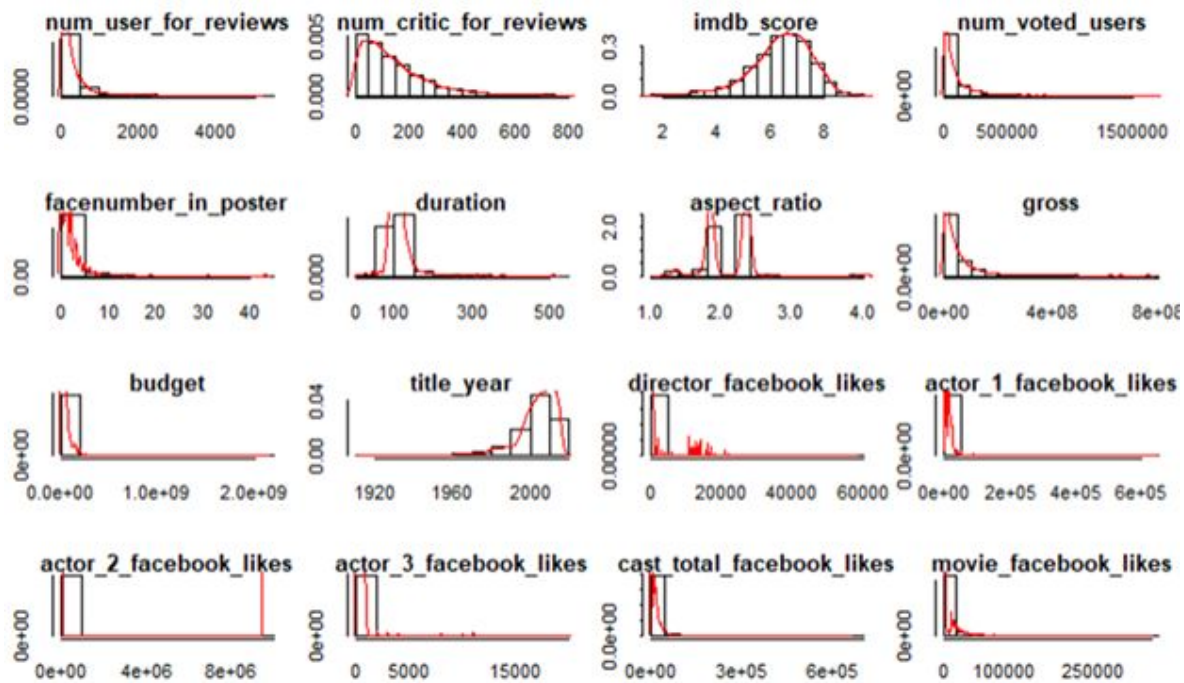 num_user_for_reviews
0.0000
0 2000 4000
num_critic_for_reviews
0.000 0.005
0 200 400 600 800
imdb_score
0.0 0.3
2 4 6 8
num_voted_users
0e+00
0 500000 1500000
facenumber_in_poster
0.00
0 10 20 30 40
duration
0.0000
0 100 300 500
aspect_ratio
0.0 2.0
1.0 2.0 3.0 4.0
gross
0.0e+00
0e+00 4e+08 8e+08
budget
0e+00
0.0e+00 1.0e+09 2.0e+09
title_year
0.00 0.04
1920 1960 2000
director_facebook_likes
0.00000
0 20000 40000 60000
actor_1_facebook_likes
0e+00
0e+00 2e+05 4e+05 6e+05
actor_2_facebook_likes
0e+00
0e+00 4e+06 8e+06
actor_3_facebook_likes
0e+00
0 5000 15000
cast_total_facebook_likes
0.0e+00
0e+00 3e+05 6e+05
movie_facebook_likes
0e+00
0 100000 250000